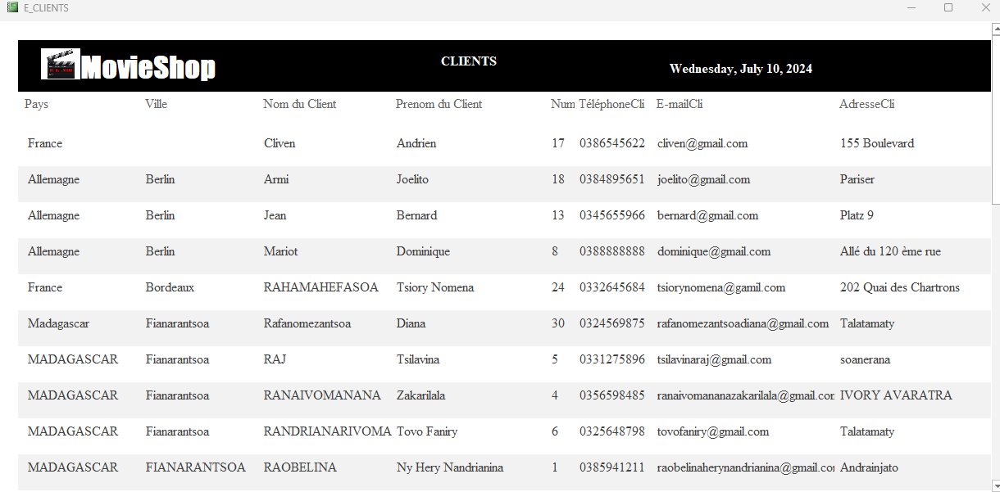 E_CLIENTS
MovieShop CLIENTS Wednesday, July 10, 2024
Pays Ville Nom du Client Prenom du Client Num TéléphoneCli E-mailCli AdresseCli
France Cliven Andrien 17 0386545622 cliven@gmail.com 155 Boulevard
Allemagne Berlin Armi Joelito 18 0384895651 joelito@gmail.com Pariser
Allemagne Berlin Jean Bernard 13 0345655966 bernard@gmail.com Platz 9
Allemagne Berlin Mariot Dominique 8 0388888888 dominique@gmail.com Allé du 120 ème rue
France Bordeaux RAHAMAHEFASOA Tsiory Nomena 24 0332645684 tsiorynomena@gamil.com 202 Quai des Chartrons
Madagascar Fianarantsoa Rafanomezantsoa Diana 30 0324569875 rafanomezantsoadiana@gmail.com Talatamaty
MADAGASCAR Fianarantsoa RAJ Tsilavina 5 0331275896 tsilavinaraj@gmail.com soanerana
MADAGASCAR Fianarantsoa RANAIVOMANANA Zakarilala 4 0356598485 ranaivomananazakarilala@gmail.com IVORY AVARATRA
MADAGASCAR Fianarantsoa RANDRIANARIVOMA Tovo Faniry 6 0325648798 tovofaniry@gmail.com Talatamaty
MADAGASCAR FIANARANTSOA RAOBELINA Ny Hery Nandrianina 1 0385941211 raobelinaherynandrianina@gmail.com Andrainjato